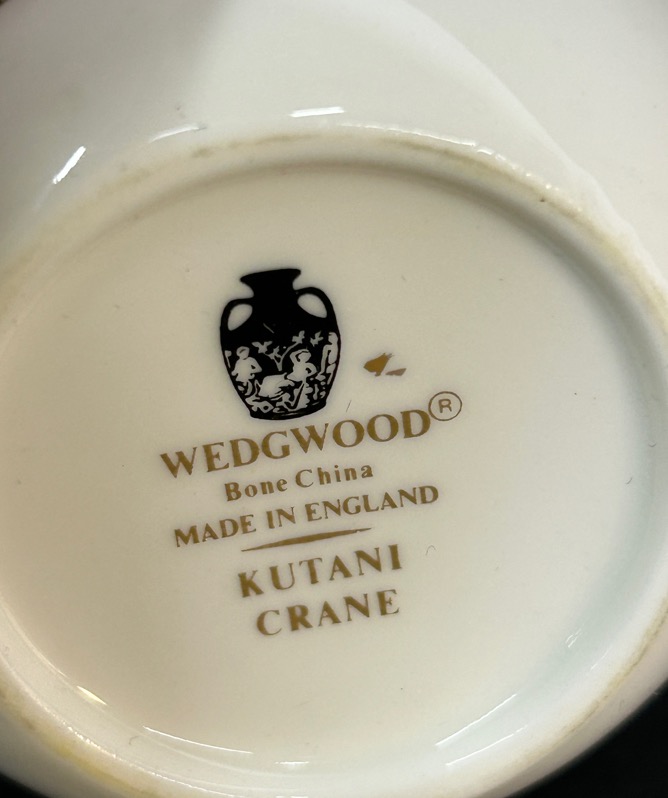 WEDGWOOD®
Bone China
MADE IN ENGLAND
KUTANI
CRANE